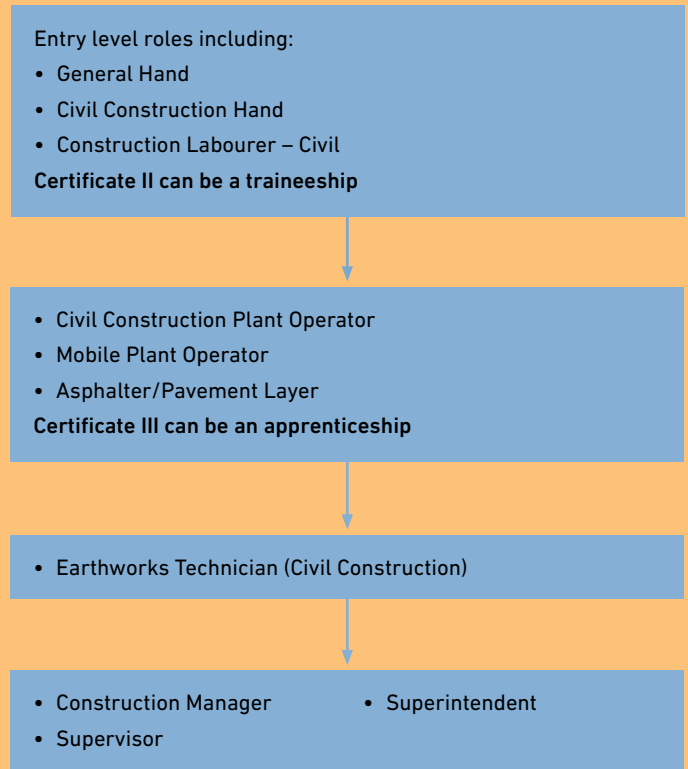 Entry level roles including:
• General Hand
• Civil Construction Hand
• Construction Labourer – Civil
Certificate II can be a traineeship
• Civil Construction Plant Operator
• Mobile Plant Operator
• Asphalter/Pavement Layer
Certificate III can be an apprenticeship
• Earthworks Technician (Civil Construction)
• Construction Manager • Superintendent
• Supervisor